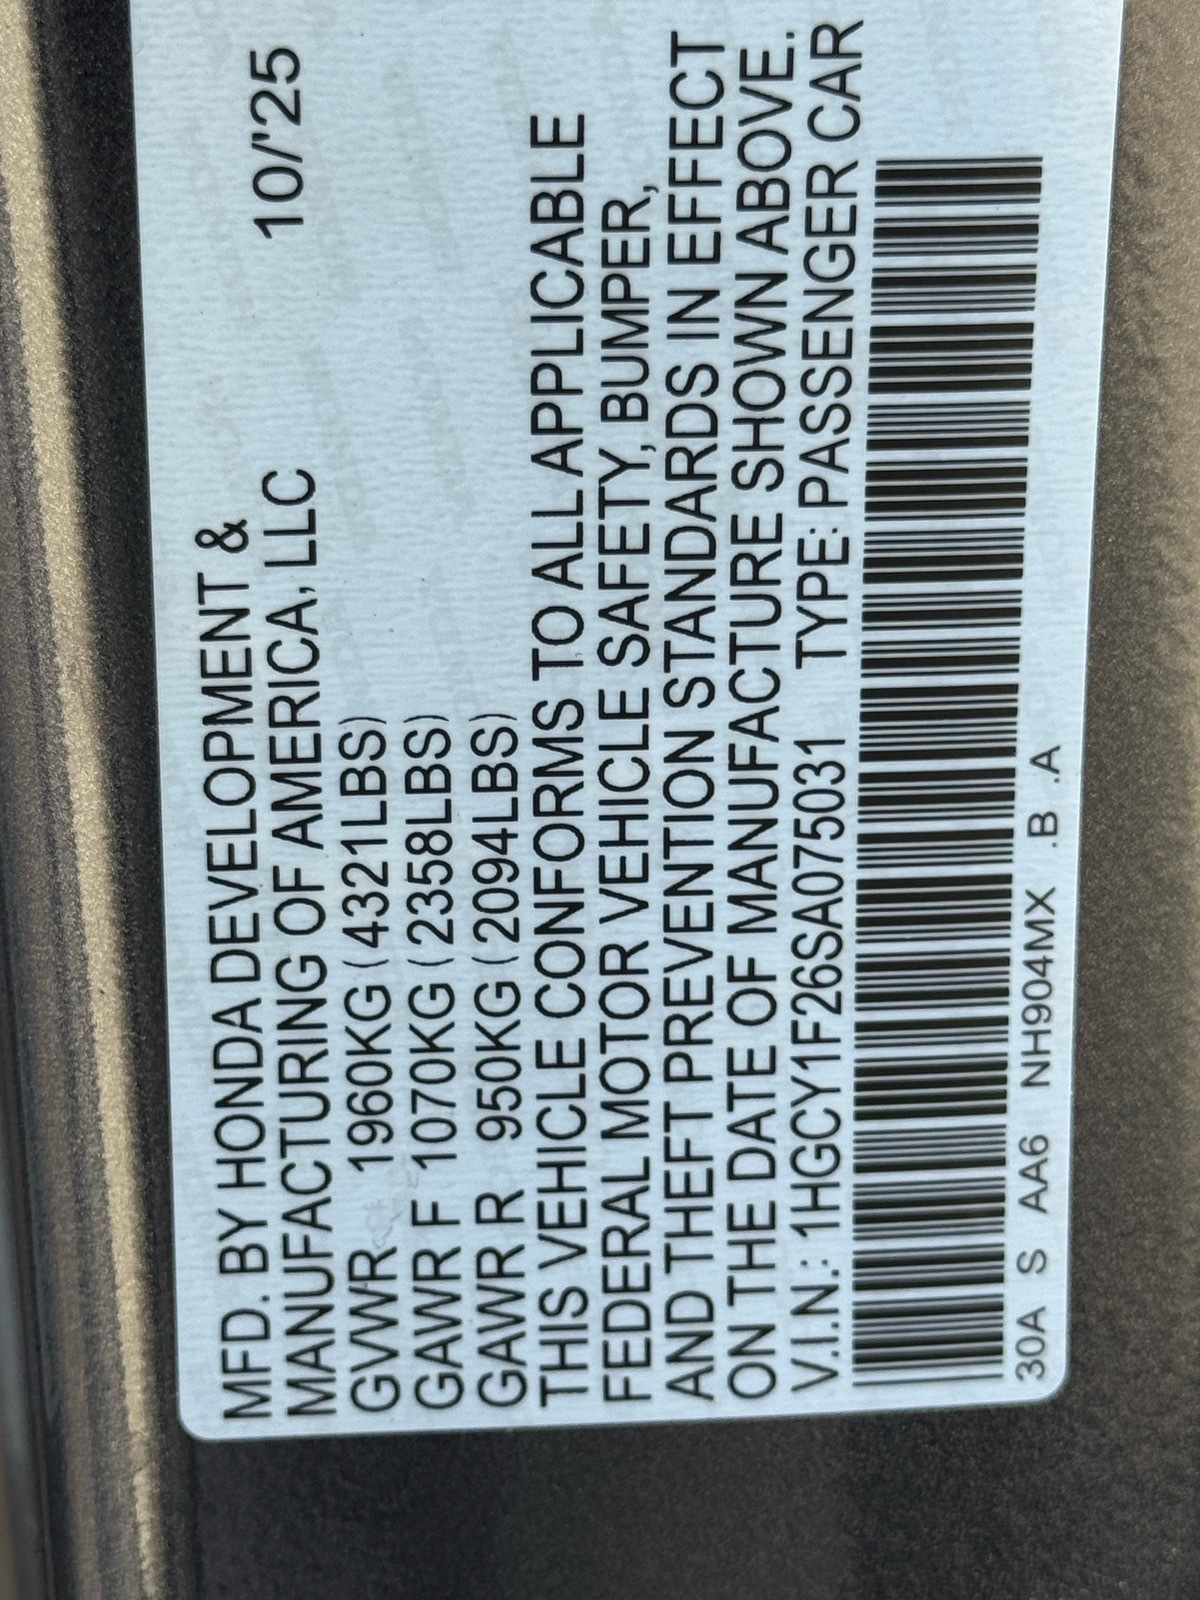 MFD. BY HONDA DEVELOPMENT &
MANUFACTURING OF AMERICA, LLC 10/'25
GVWR 1960KG (4321LBS)
GAWR F 1070KG (2358LBS)
GAWR R 950KG (2094LBS)
THIS VEHICLE CONFORMS TO ALL APPLICABLE
FEDERAL MOTOR VEHICLE SAFETY, BUMPER,
AND THEFT PREVENTION STANDARDS IN EFFECT
ON THE DATE OF MANUFACTURE SHOWN ABOVE.
V.I.N.: 1HGCY1F26SA075031 TYPE: PASSENGER CAR
30A S AA6 NH904MX .B .A